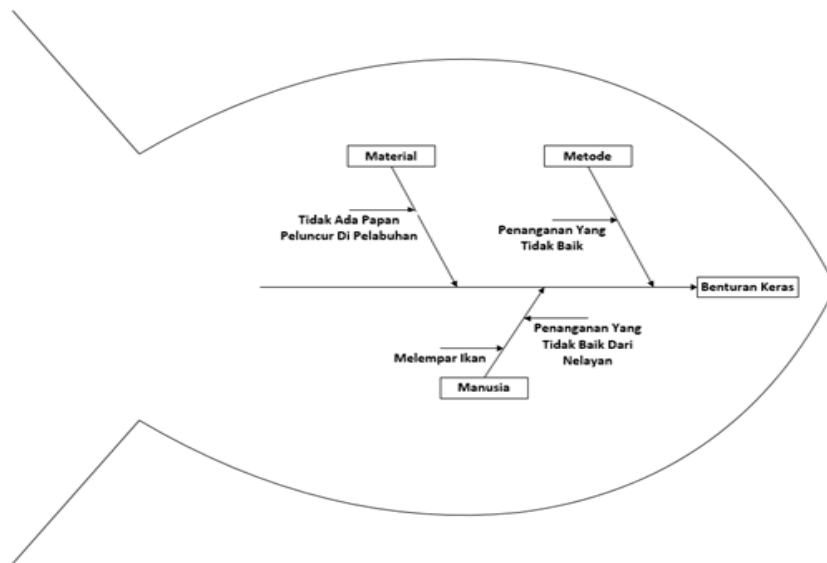 Material
Metode
Tidak Ada Papan
Peluncur Di Pelabuhan
Penanganan Yang
Tidak Baik
Benturan Keras
Penanganan Yang
Tidak Baik Dari
Nelayan
Melempar Ikan
Manusia